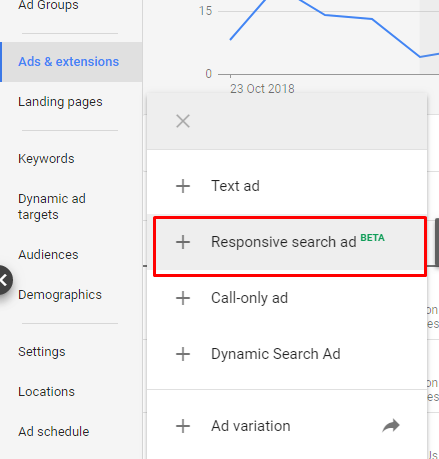 Ad Groups
Ads & extensions
Landing pages
Keywords
Dynamic ad
targets
Audiences
Demographics
Settings
Locations
Ad schedule
15
0
23 Oct 2018
Text ad
Responsive search ad BETA
Call-only ad
Dynamic Search Ad
Ad variation